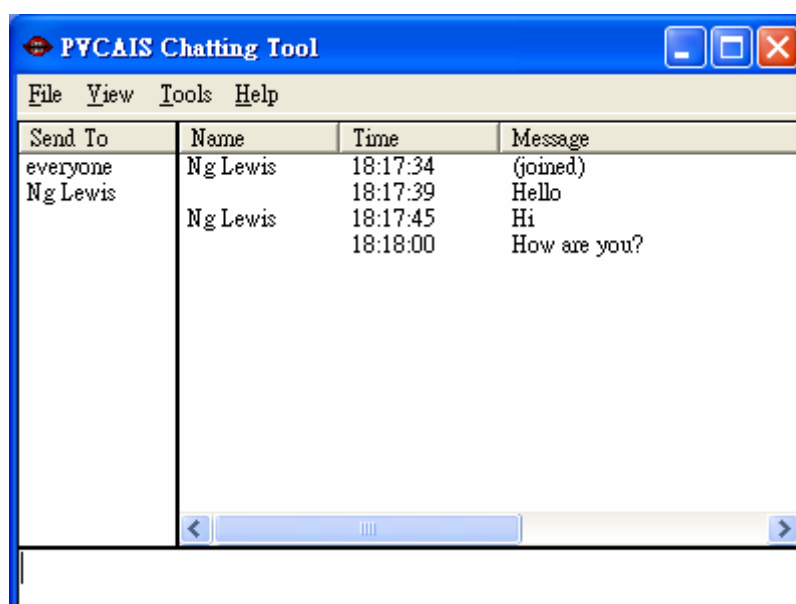 PVCAIS Chatting Tool
File View Tools Help
Send To Name Time Message
everyone Ng Lewis 18:17:34 (joined)
Ng Lewis 18:17:39 Hello
Ng Lewis 18:17:45 Hi
18:18:00 How are you?